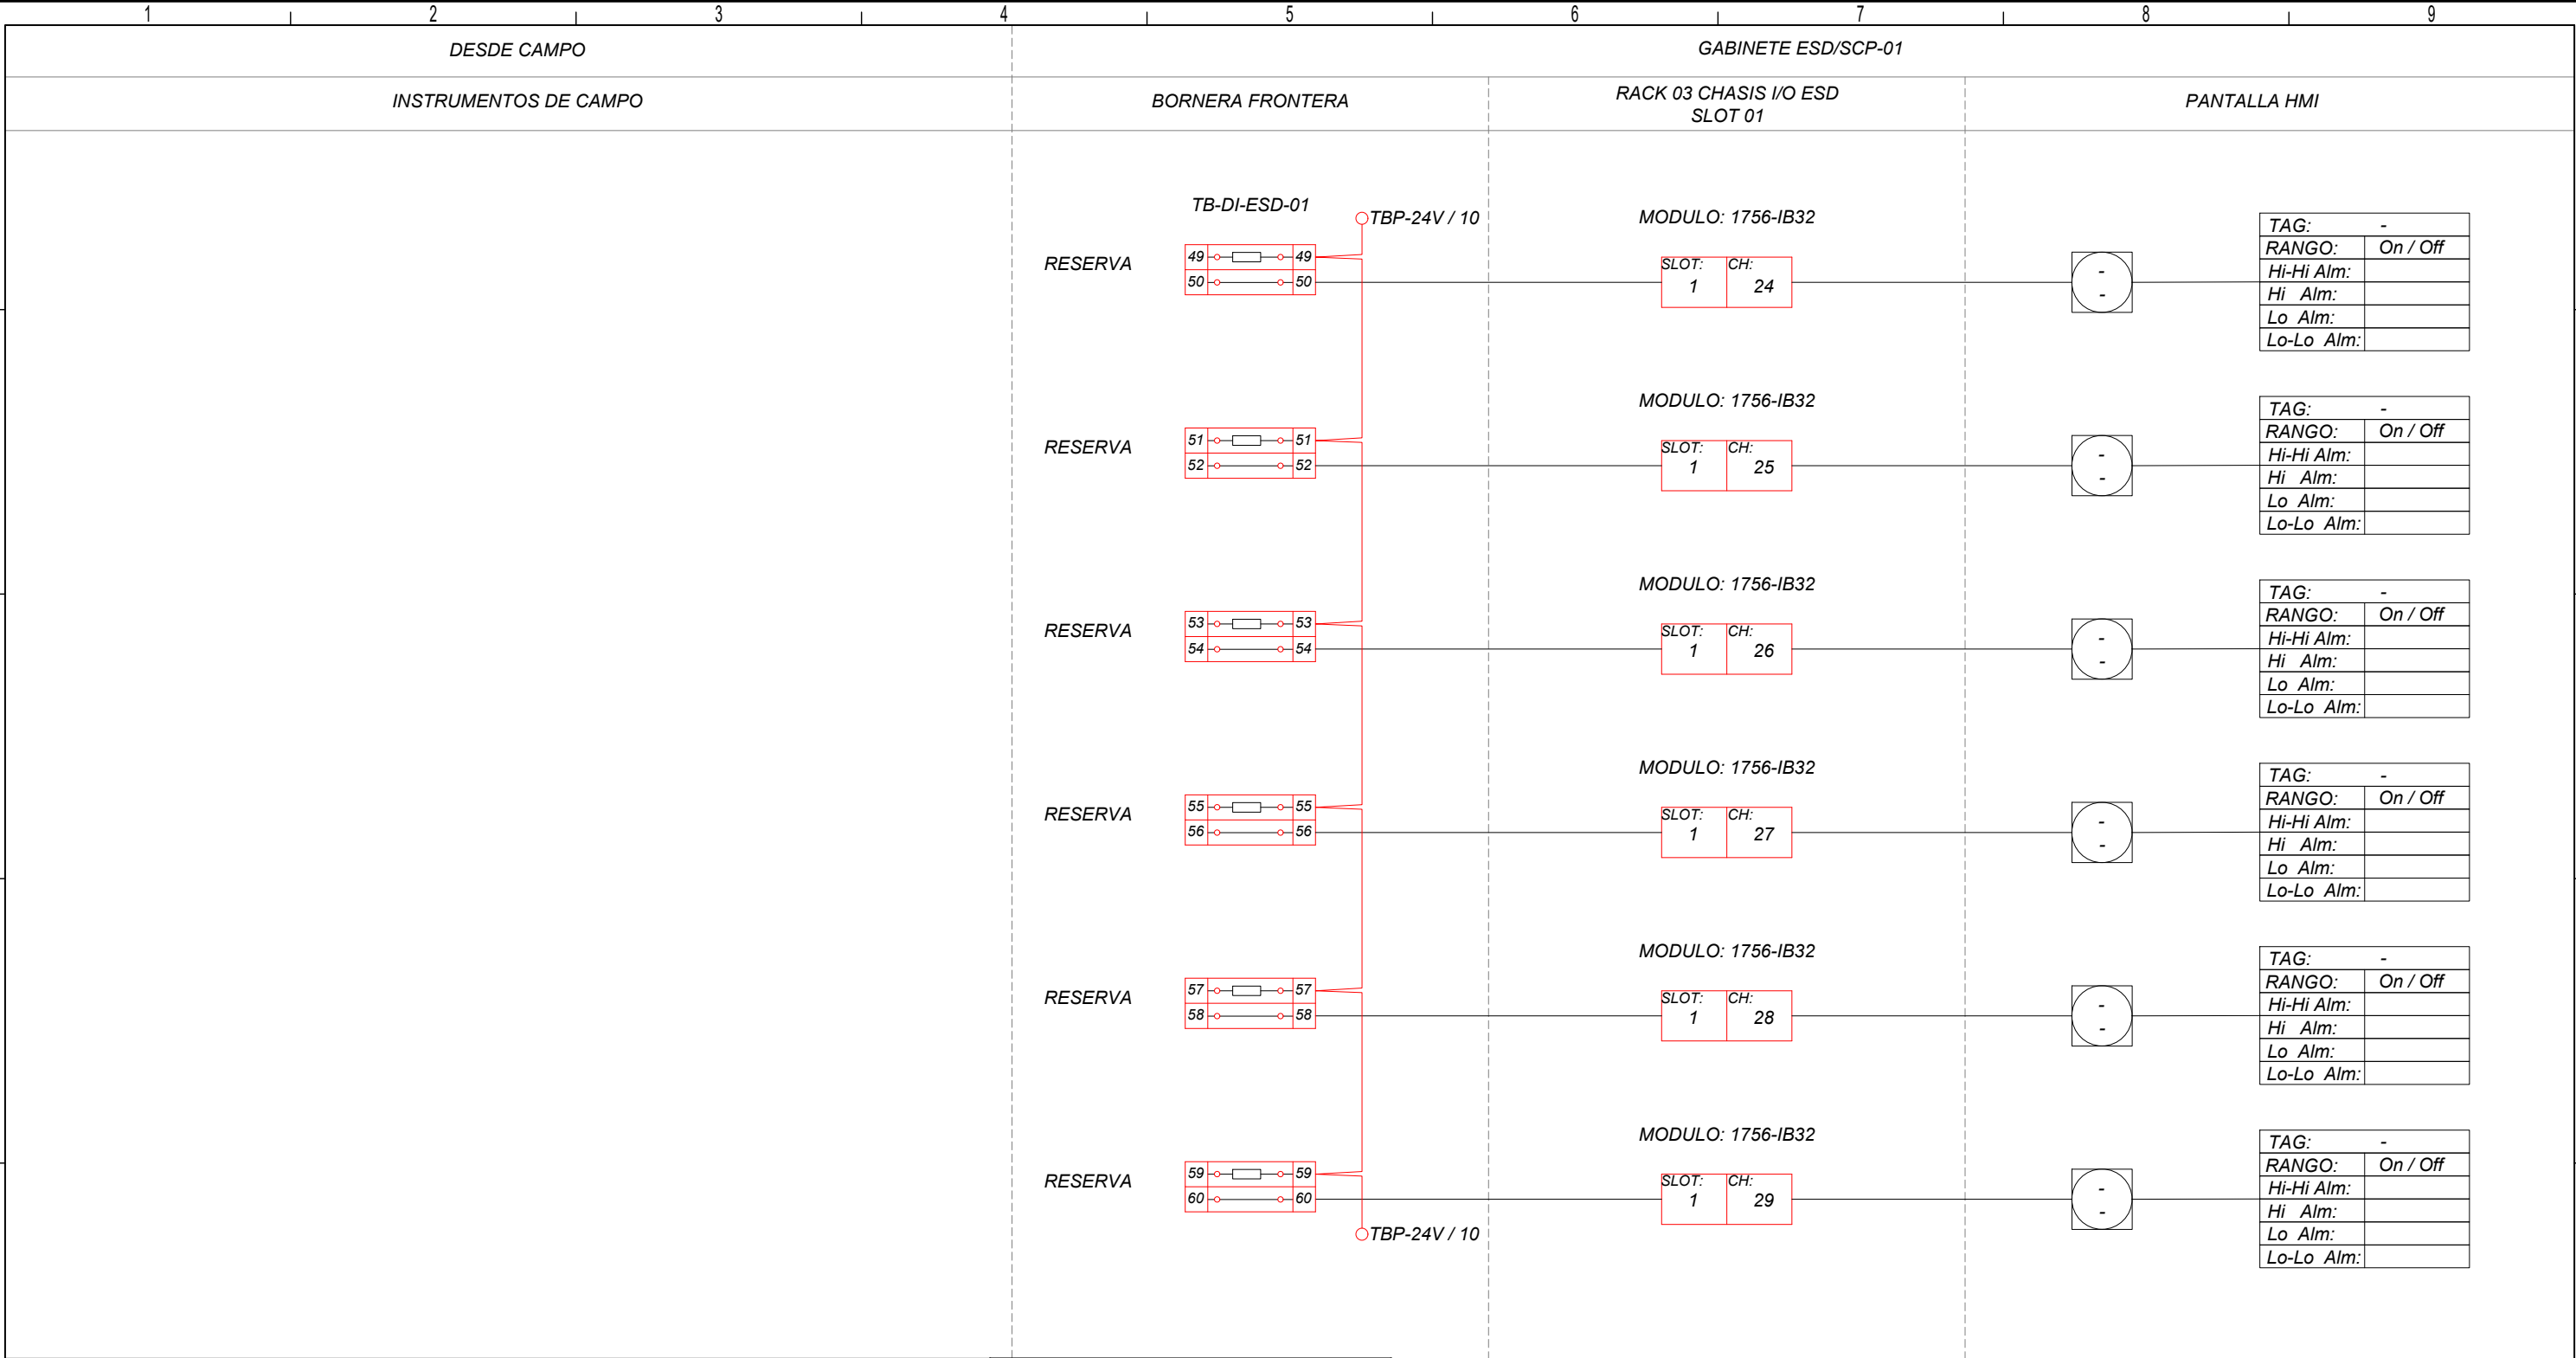 1 2 3 4 5 6 7 8 9
DESDE CAMPO GABINETE ESD/SCP-01
INSTRUMENTOS DE CAMPO BORNERA FRONTERA RACK 03 CHASIS I/O ESD PANTALLA HMI
SLOT 01
TB-DI-ESD-01 TBP-24V / 10 MODULO: 1756-IB32
RESERVA
49 49
50 50
SLOT: CH:
1 24
-
-
TAG: -
RANGO: On / Off
Hi-Hi Alm:
Hi Alm:
Lo Alm:
Lo-Lo Alm:
MODULO: 1756-IB32
RESERVA
51 51
52 52
SLOT: CH:
1 25
-
-
TAG: -
RANGO: On / Off
Hi-Hi Alm:
Hi Alm:
Lo Alm:
Lo-Lo Alm:
MODULO: 1756-IB32
RESERVA
53 53
54 54
SLOT: CH:
1 26
-
-
TAG: -
RANGO: On / Off
Hi-Hi Alm:
Hi Alm:
Lo Alm:
Lo-Lo Alm:
MODULO: 1756-IB32
RESERVA
55 55
56 56
SLOT: CH:
1 27
-
-
TAG: -
RANGO: On / Off
Hi-Hi Alm:
Hi Alm:
Lo Alm:
Lo-Lo Alm:
MODULO: 1756-IB32
RESERVA
57 57
58 58
SLOT: CH:
1 28
-
-
TAG: -
RANGO: On / Off
Hi-Hi Alm:
Hi Alm:
Lo Alm:
Lo-Lo Alm:
MODULO: 1756-IB32
RESERVA
59 59
60 60
SLOT: CH:
1 29
-
-
TAG: -
RANGO: On / Off
Hi-Hi Alm:
Hi Alm:
Lo Alm:
Lo-Lo Alm:
TBP-24V / 10